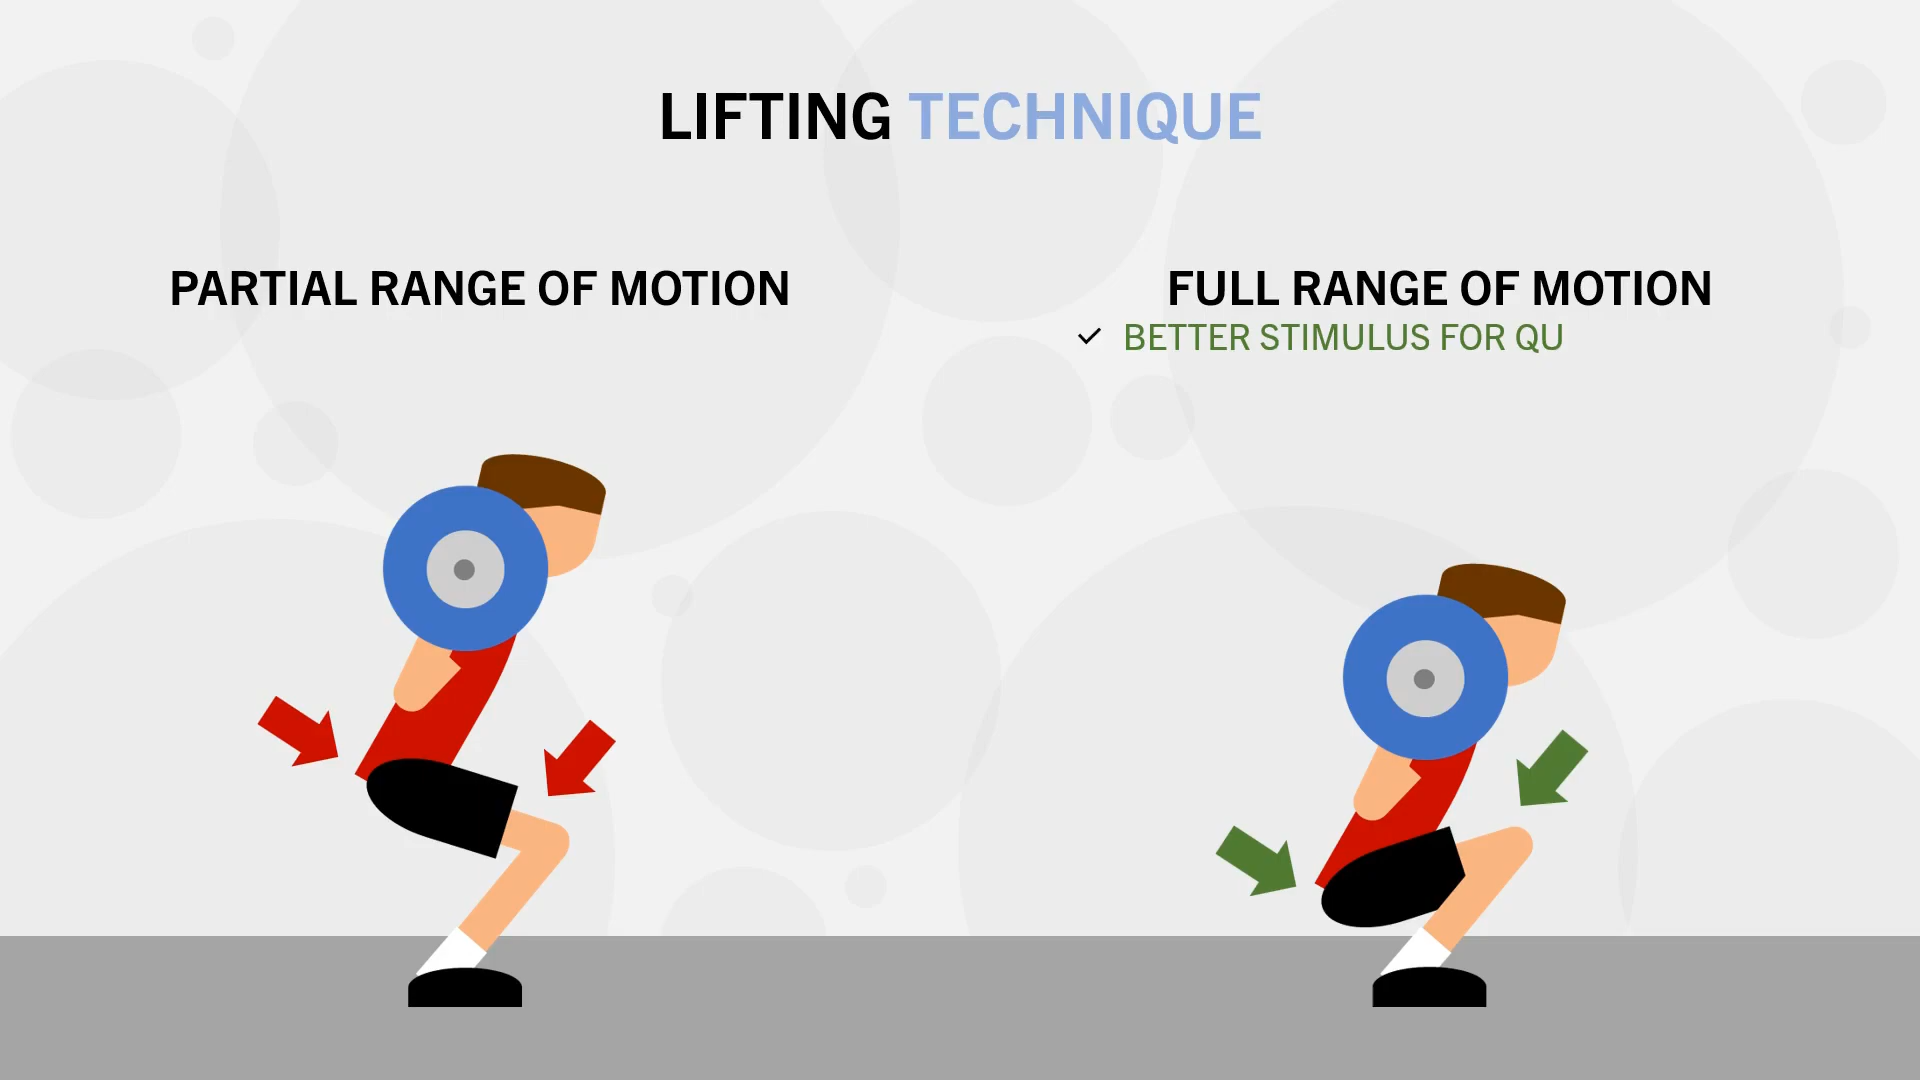 LIFTING TECHNIQUE
PARTIAL RANGE OF MOTION
FULL RANGE OF MOTION
✓ BETTER STIMULUS FOR QU